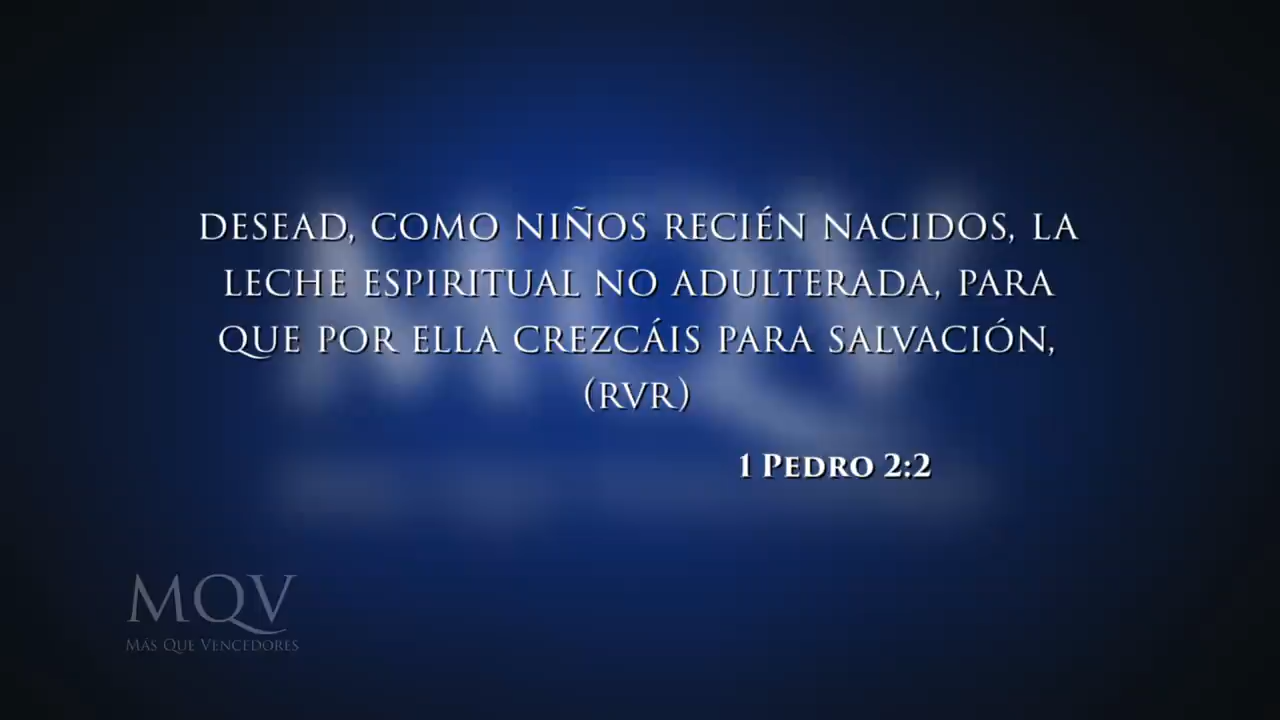 DESEAD, COMO NIÑOS RECIÉN NACIDOS, LA
LECHE ESPIRITUAL NO ADULTERADA, PARA
QUE POR ELLA CREZCÁIS PARA SALVACIÓN,
(RVR)
1 PEDRO 2:2
MQV
MÁS QUE VENCEDORES